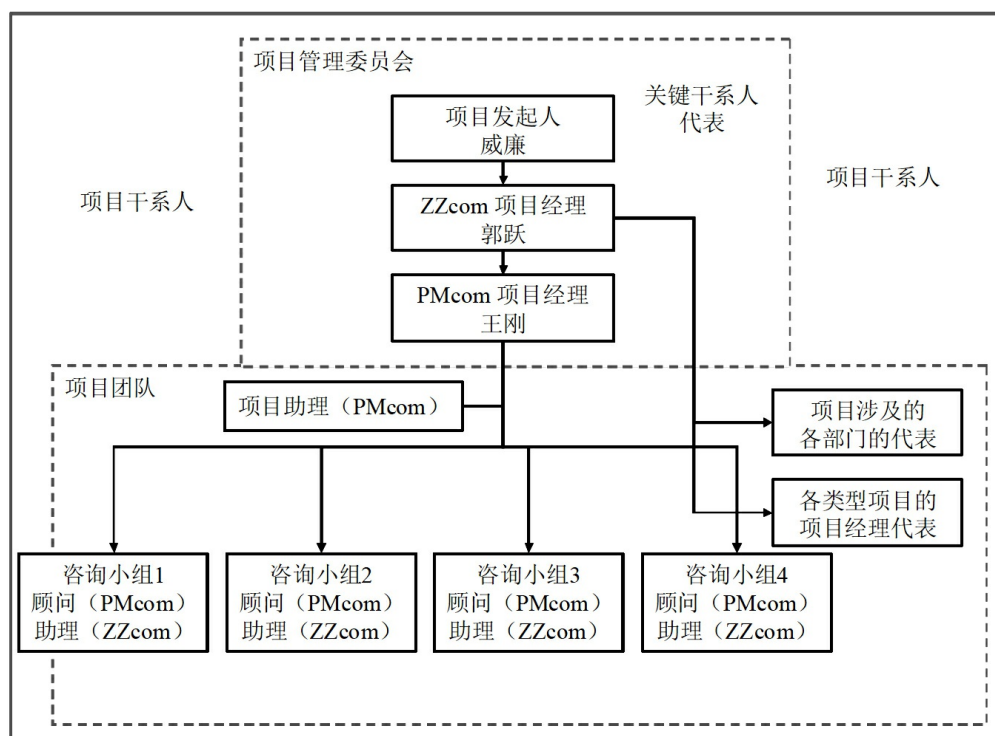 项目管理委员会
关键干系人
代表
项目发起人
威廉
项目干系人
项目干系人
ZZcom 项目经理
郭跃
PMcom 项目经理
王刚
项目团队
项目助理（PMcom）
项目涉及的
各部门的代表
各类型项目的
项目经理代表
咨询小组1
顾问（PMcom）
助理（ZZcom）
咨询小组2
顾问（PMcom）
助理（ZZcom）
咨询小组3
顾问（PMcom）
助理（ZZcom）
咨询小组4
顾问（PMcom）
助理（ZZcom）